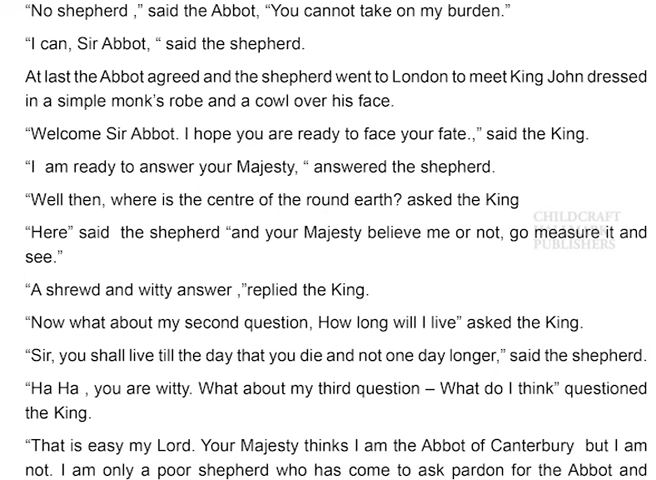 “No shepherd ,” said the Abbot, “You cannot take on my burden.”
“I can, Sir Abbot, “ said the shepherd.
At last the Abbot agreed and the shepherd went to London to meet King John dressed
in a simple monk’s robe and a cowl over his face.
“Welcome Sir Abbot. I hope you are ready to face your fate.,” said the King.
“I  am ready to answer your Majesty, “ answered the shepherd.
“Well then, where is the centre of the round earth? asked the King
“Here” said  the shepherd “and your Majesty believe me or not, go measure it and
see.”
CHILDCRAFT
PUBLISHERS
“A shrewd and witty answer ,”replied the King.
“Now what about my second question, How long will I live” asked the King.
“Sir, you shall live till the day that you die and not one day longer,” said the shepherd.
“Ha Ha , you are witty. What about my third question – What do I think” questioned
the King.
“That is easy my Lord. Your Majesty thinks I am the Abbot of Canterbury  but I am
not. I am only a poor shepherd who has come to ask pardon for the Abbot and